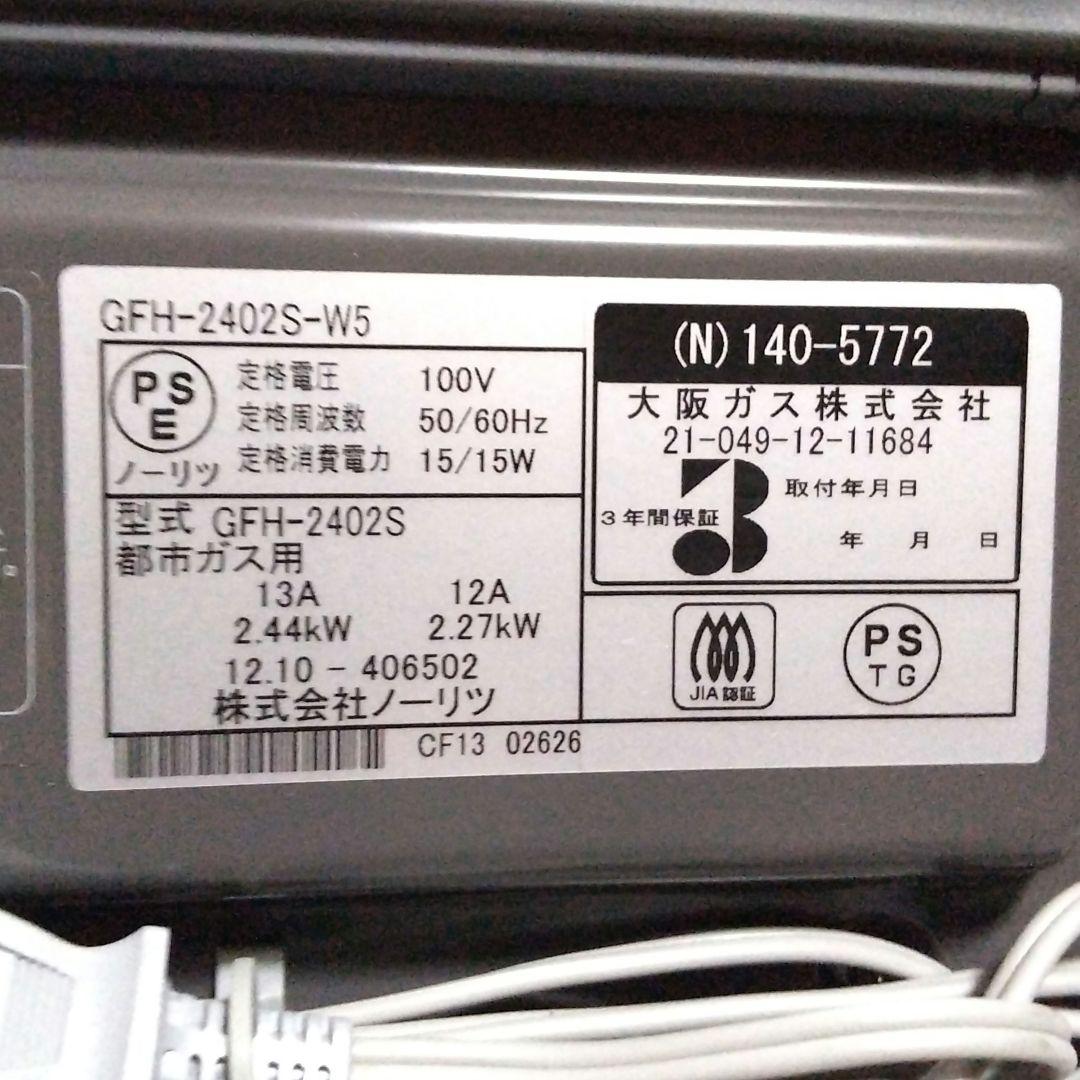 GFH-2402S-W5
PS
E
ノーリツ
定格電圧 100V
定格周波数 50/60Hz
定格消費電力 15/15W
型式 GFH-2402S
都市ガス用
13A 12A
2.44kW 2.27kW
12.10 - 406502
株式会社ノーリツ
CF13 02626
(N) 140-5772
大阪ガス株式会社
21-049-12-11684
3
3年間保証
取付年月日
年 月 日
JIA 認証
PS
TG